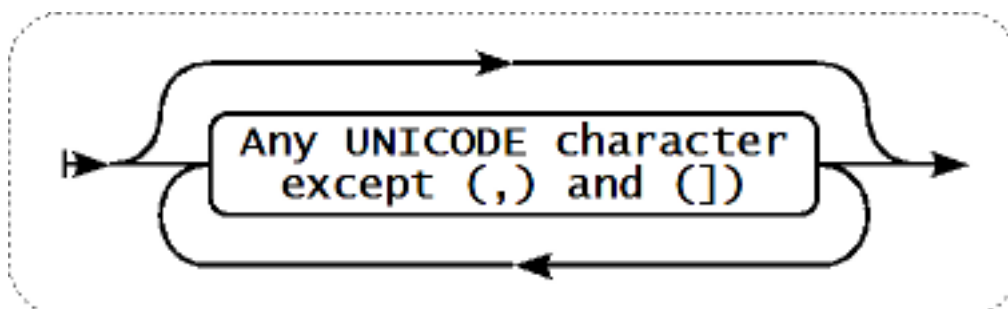 Any UNICODE character
except (,) and (])